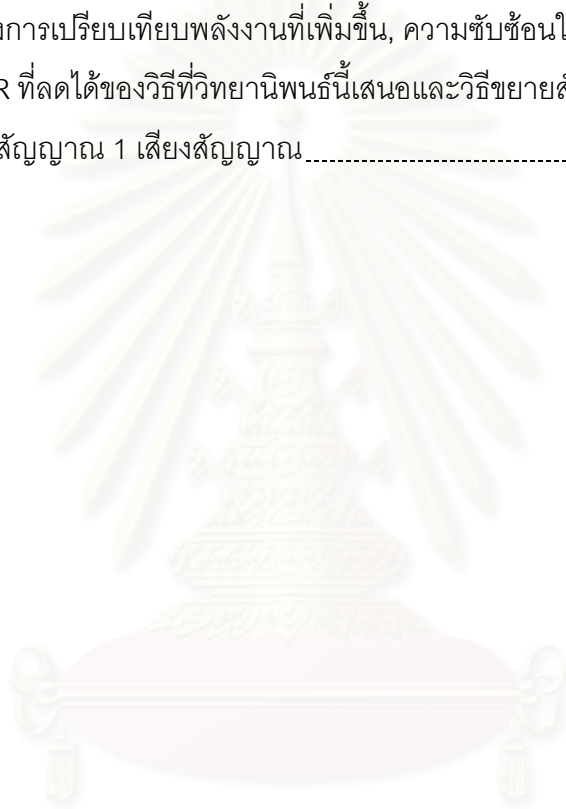 งการเปรียบเทียบพลังงานที่เพิ่มขึ้น, ความซับซ้อนใ
R ที่ลดได้ของวิธีที่วิทยานิพนธ์นี้เสนอและวิธีขยายสั
สัญญาณ 1 เสียงสัญญาณ